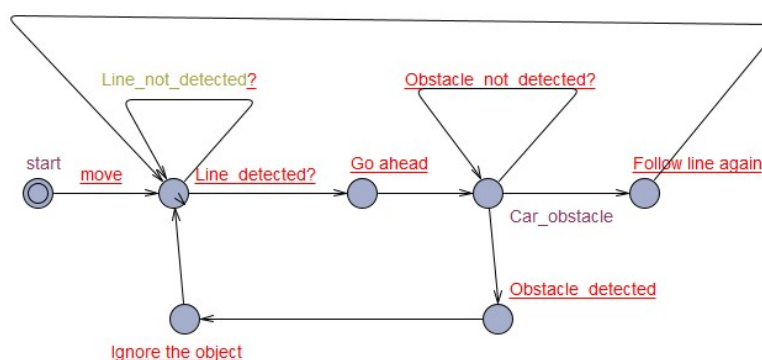 Line_not_detected?
Obstacle_not_detected?
start
move
Line_detected?
Go ahead
Follow line again
Car_obstacle
Obstacle_detected
Ignore the object